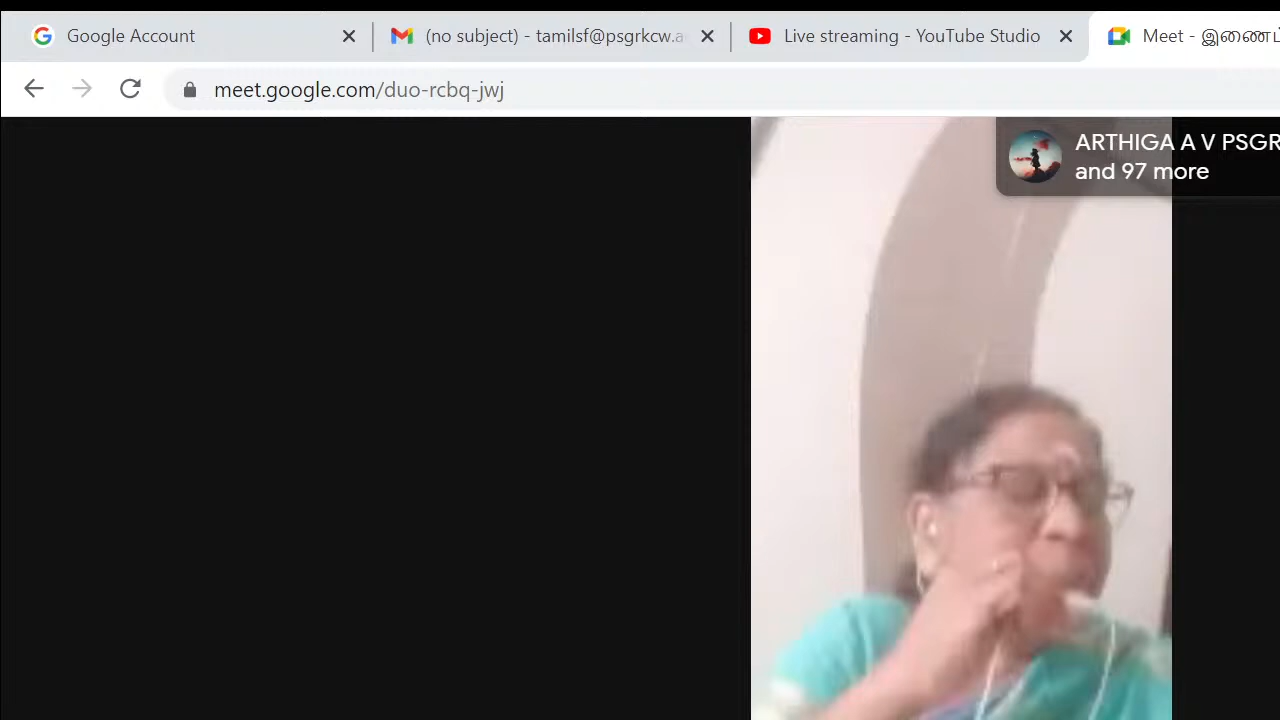 Google Account
(no subject) - tamilsf@psgrkcw.a
Live streaming - YouTube Studio
Meet - இணைப்
meet.google.com/duo-rcbq-jwj
ARTHIGA A V PSGR
and 97 more